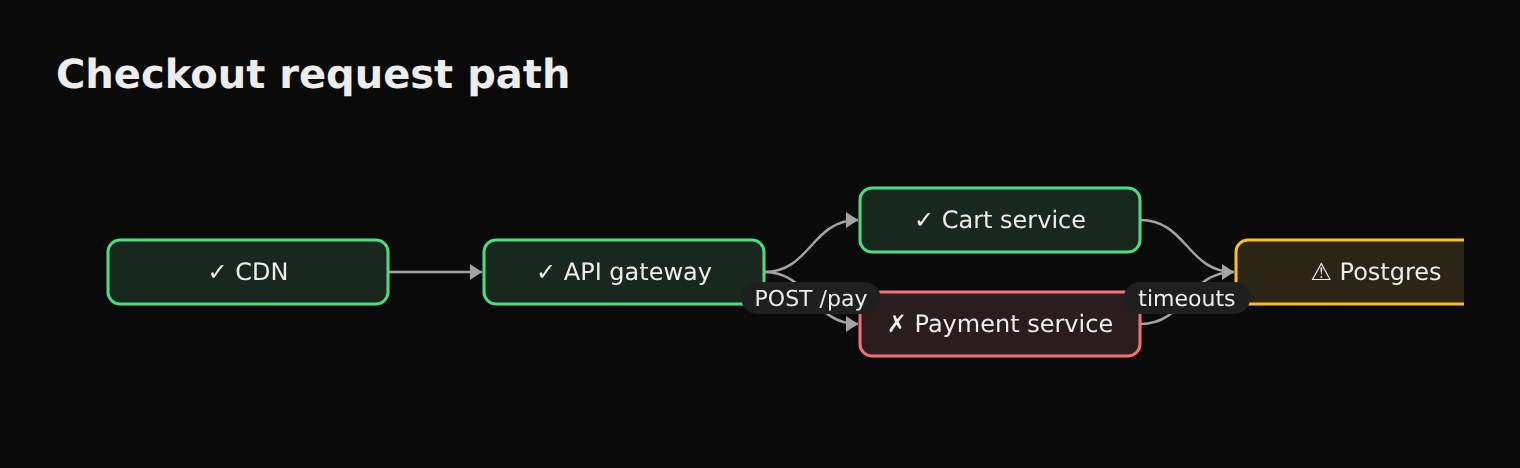 Checkout request path
✓ CDN
✓ API gateway
POST /pay
✓ Cart service
✗ Payment service
timeouts
⚠ Postgres